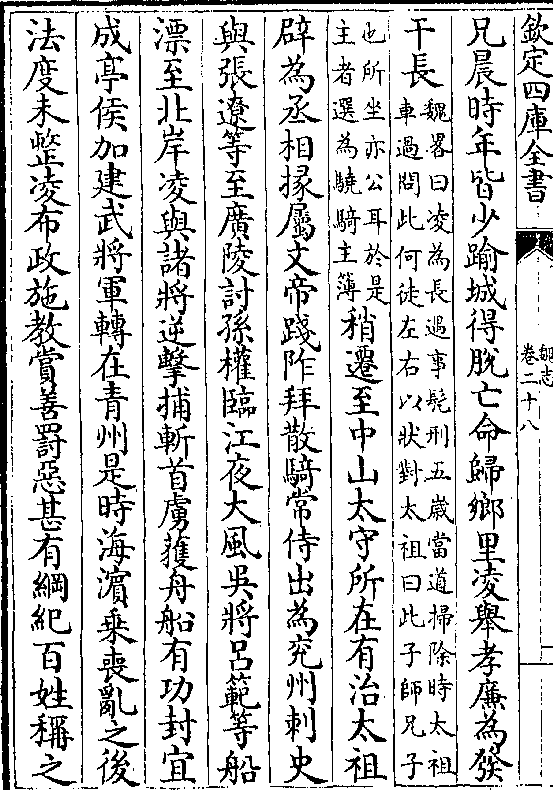 欽定四庫全書
魏志
卷二十八
兄晨時年皆少踰城得脫亡命歸鄉里凌舉孝廉為發
干長
魏畧曰凌為長遇事髠刑五歲當道掃除時太祖
車過問此何徒左右以狀對太祖曰此子師兄子
也所坐亦公耳於是
主者選為驍騎主簿
稍遷至中山太守所在有治太祖
辟為丞相掾屬文帝踐阼拜散騎常侍出為兖州刺史
與張遼等至廣陵討孫權臨江夜大風吳將呂範等船
漂至北岸凌與諸將逆擊捕斬首虜獲舟船有功封宜
成亭侯加建武將軍轉在青州是時海濵乗喪亂之後
法度未整凌布政施教賞善罰惡甚有綱紀百姓稱之